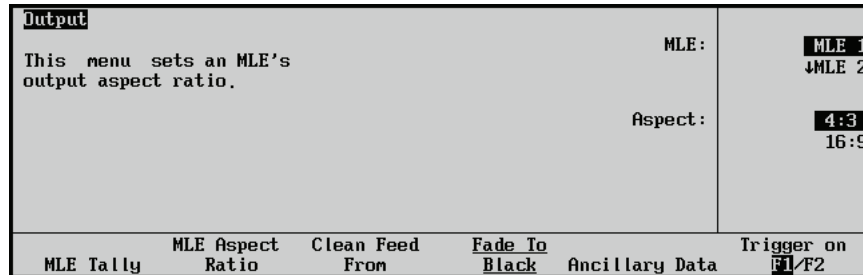 Output
This menu sets an MLE's
output aspect ratio.
MLE:
MLE 1
↓MLE 2
Aspect:
4:3
16:9
MLE Tally
MLE Aspect
Ratio
Clean Feed
From
Fade To
Black
Ancillary Data
Trigger on
F1/F2